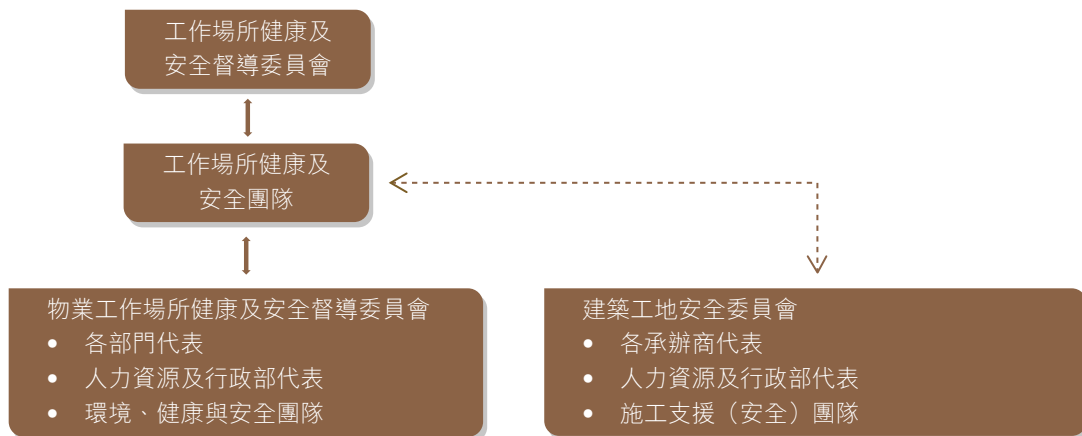 工作場所健康及
安全督導委員會
工作場所健康及
安全團隊
物業工作場所健康及安全督導委員會
• 各部門代表
• 人力資源及行政部代表
• 環境、健康與安全團隊
建築工地安全委員會
• 各承辦商代表
• 人力資源及行政部代表
• 施工支援（安全）團隊